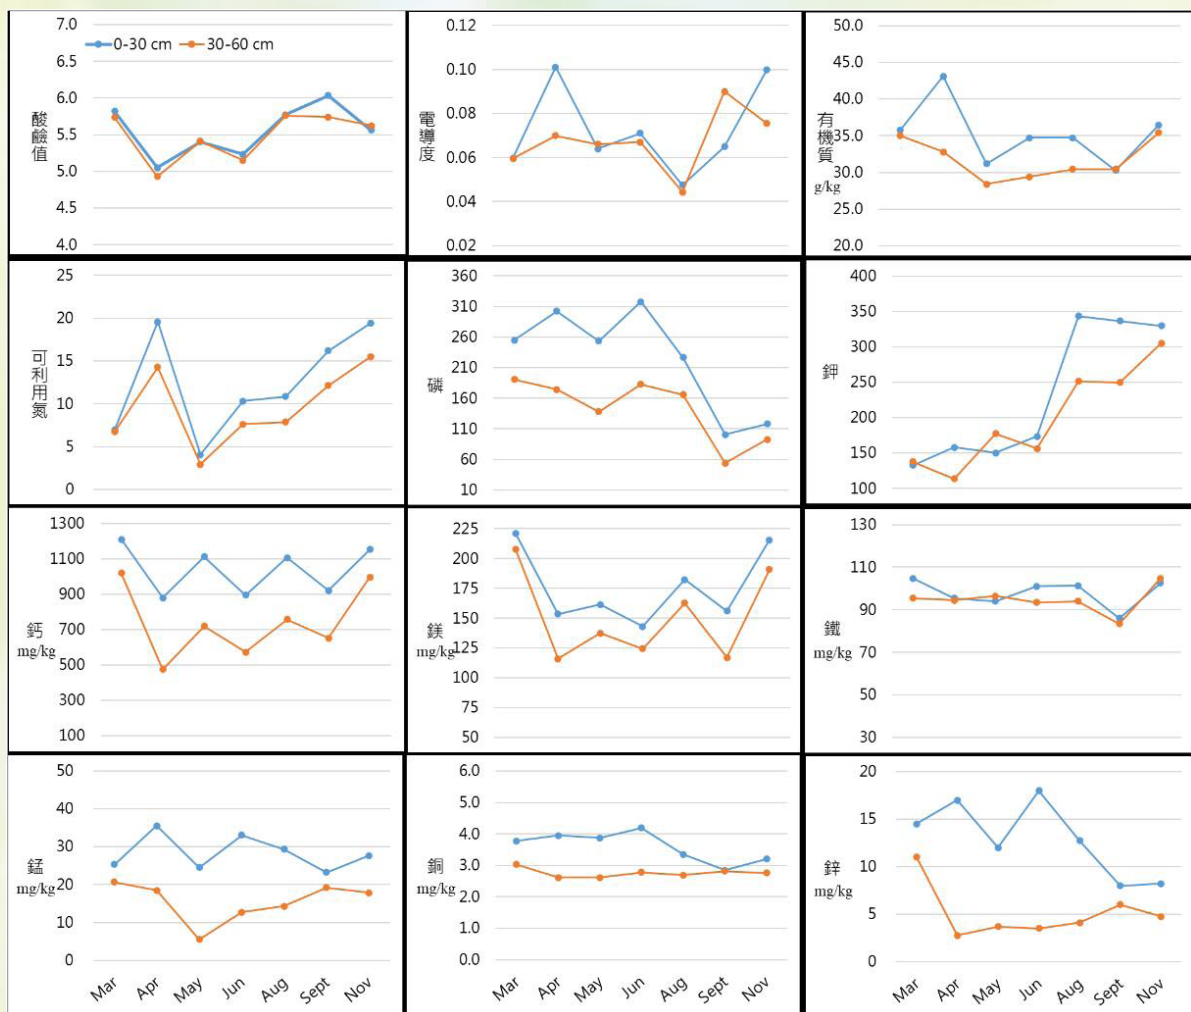 7.0
6.5
6.0
5.5
5.0
4.5
4.0
0-30 cm
30-60 cm
酸鹼值
0.12
0.10
0.08
0.06
0.04
0.02
電導度
50.0
45.0
40.0
35.0
30.0
25.0
20.0
有機質
g/kg
25
20
15
10
5
0
可利用氮
360
310
260
210
160
110
60
10
磷
400
350
300
250
200
150
100
鉀
1300
1100
900
700
500
300
100
鈣
mg/kg
225
200
175
150
125
100
75
50
鎂
mg/kg
130
110
90
70
50
30
鐵
mg/kg
50
40
30
20
10
0
錳
mg/kg
Mar
Apr
May
Jun
Aug
Sept
Nov
6.0
5.0
4.0
3.0
2.0
1.0
0.0
銅
mg/kg
Mar
Apr
May
Jun
Aug
Sept
Nov
20
15
10
5
0
鋅
mg/kg
Mar
Apr
May
Jun
Aug
Sept
Nov